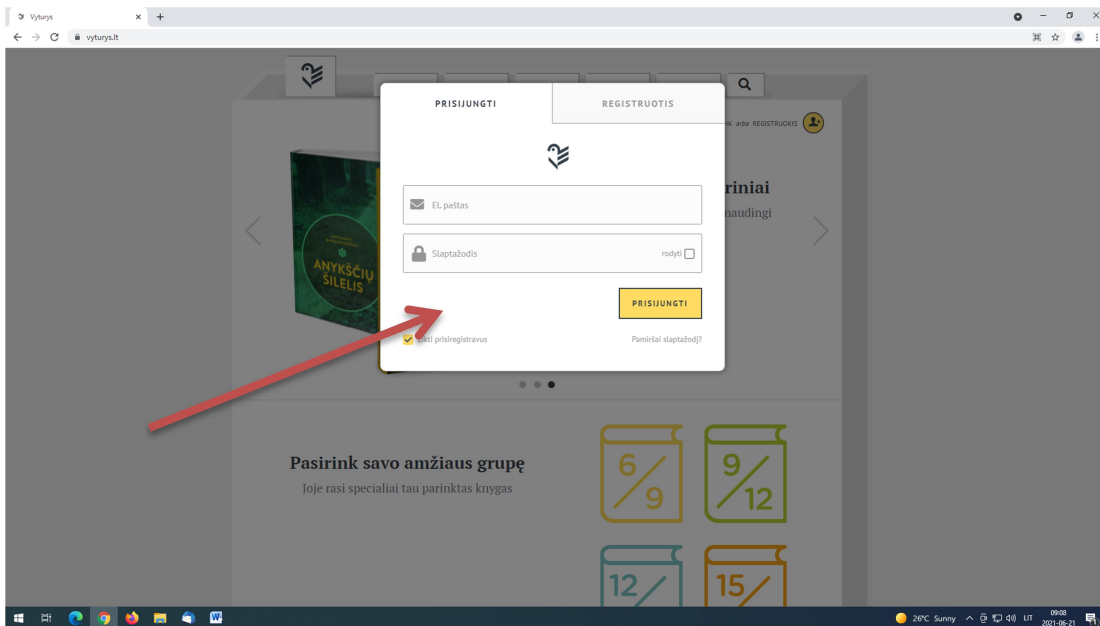 Vyturys
vyturys.lt
PRISIJUNGTI
REGISTRUOTIS
arba REGISTRUOKIS
El. paštas
Slaptažodis
rodyti
PRISIJUNGTI
prisiregistravus
Pamiršai slaptažodį?
riniai
naudingi
ANYKŠČIŲ
ŠILELIS
Pasirink savo amžiaus grupę
Joje rasi specialiai tau parinktas knygas
6/9
9/12
12/
15/
26°C Sunny
LIT
09:08
2021-06-21